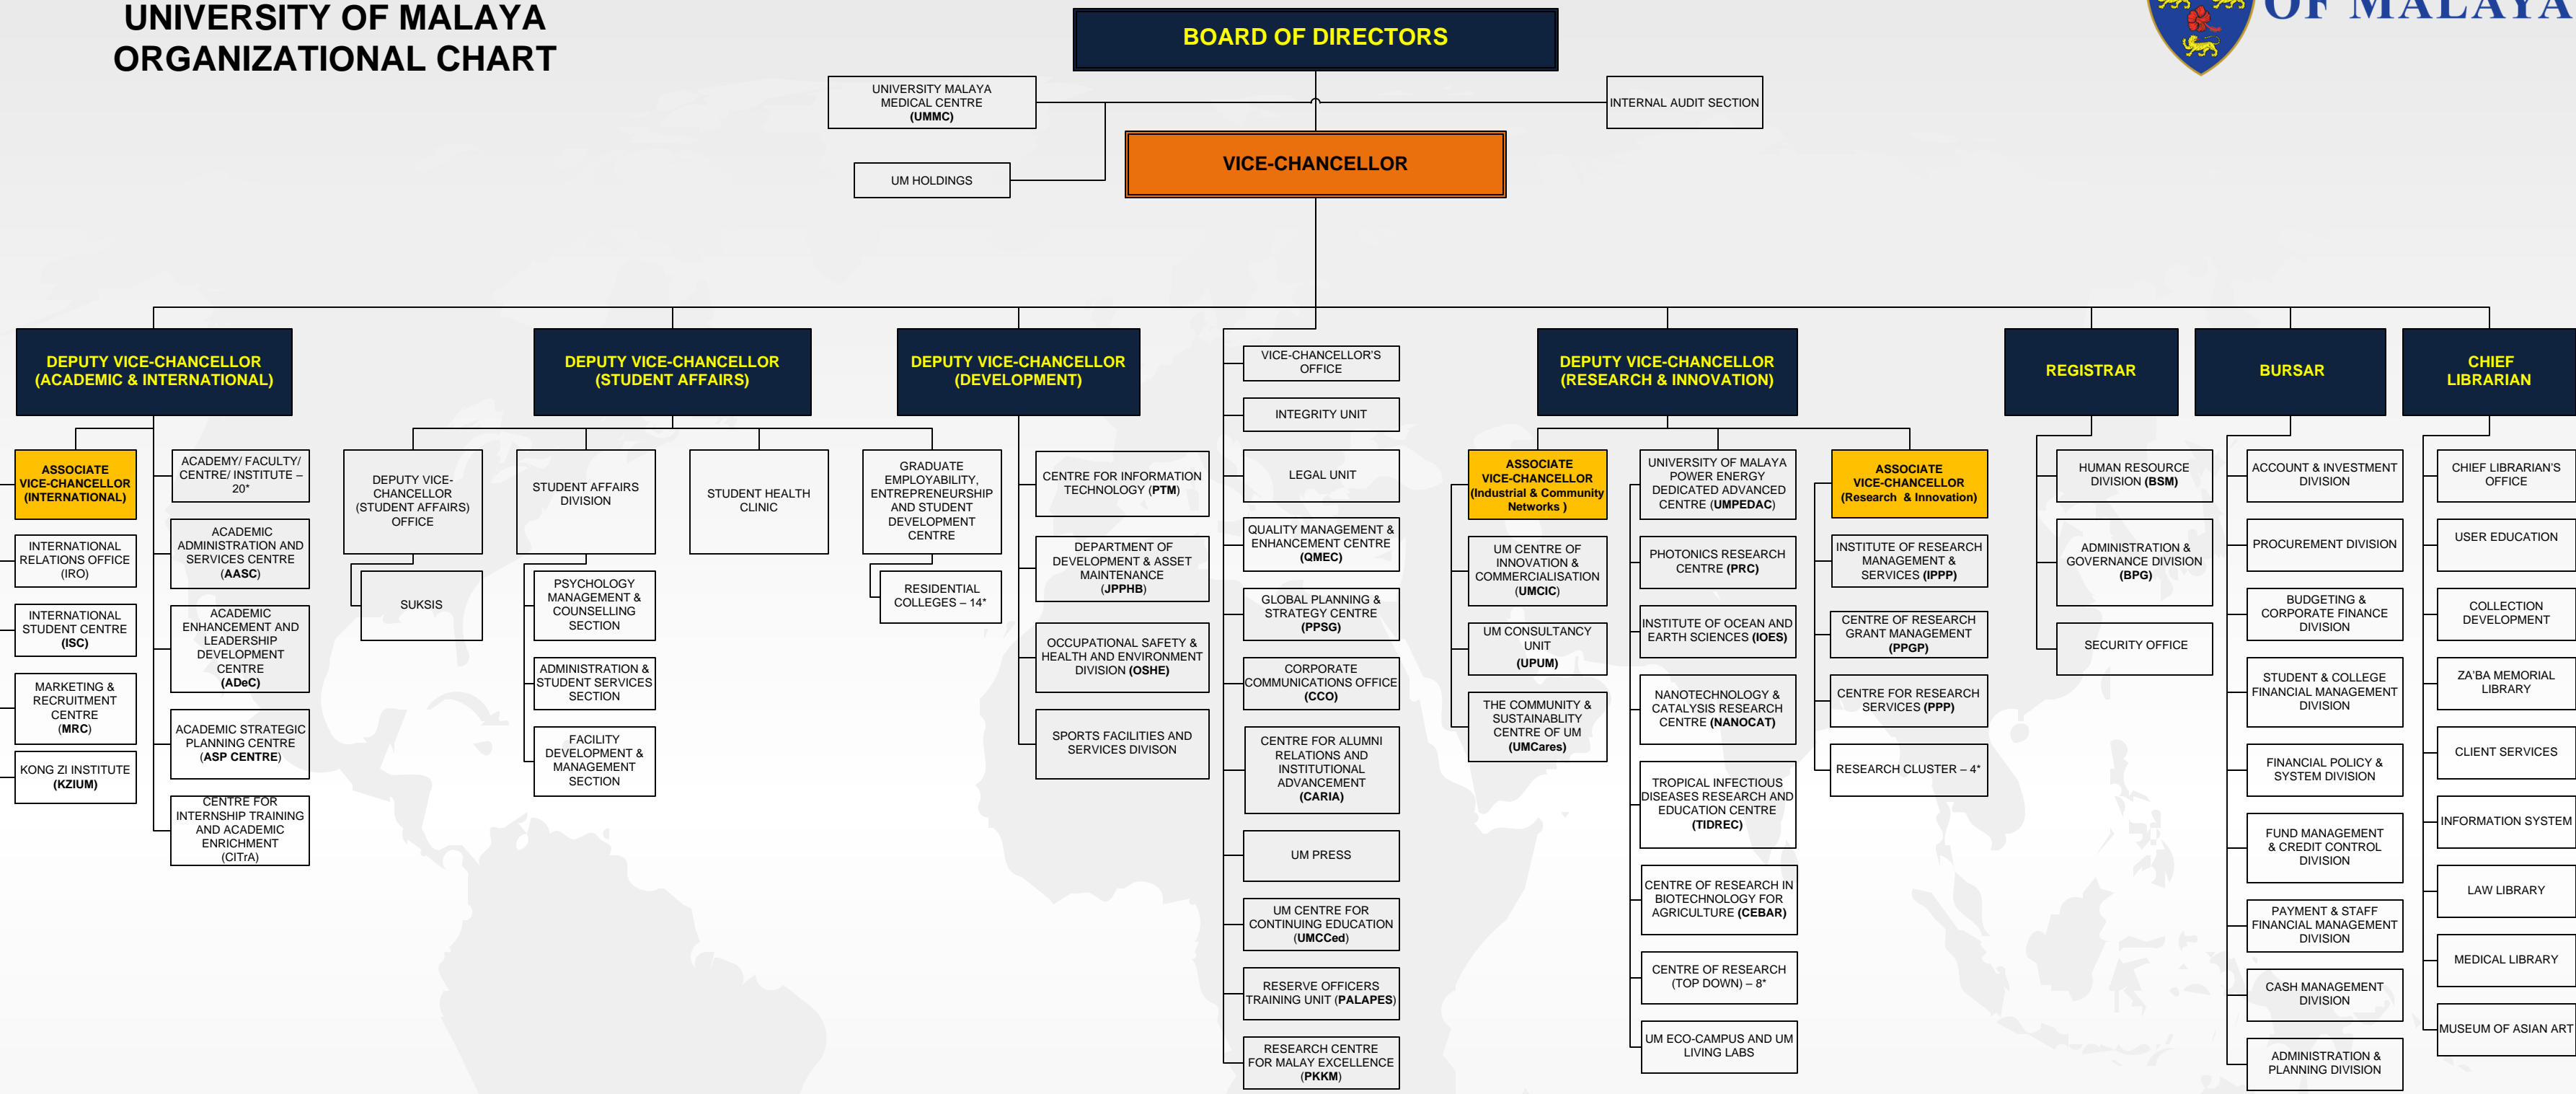 UNIVERSITY OF MALAYA
ORGANIZATIONAL CHART
OF MALAYA
BOARD OF DIRECTORS
UNIVERSITY MALAYA
MEDICAL CENTRE
(UMMC)
INTERNAL AUDIT SECTION
VICE-CHANCELLOR
UM HOLDINGS
DEPUTY VICE-CHANCELLOR
(ACADEMIC & INTERNATIONAL)
ASSOCIATE
VICE-CHANCELLOR
(INTERNATIONAL)
INTERNATIONAL
RELATIONS OFFICE
(IRO)
INTERNATIONAL
STUDENT CENTRE
(ISC)
MARKETING &
RECRUITMENT
CENTRE
(MRC)
KONG ZI INSTITUTE
(KZIUM)
ACADEMY/ FACULTY/
CENTRE/ INSTITUTE –
20*
ACADEMIC
ADMINISTRATION AND
SERVICES CENTRE
(AASC)
ACADEMIC
ENHANCEMENT AND
LEADERSHIP
DEVELOPMENT
CENTRE
(ADeC)
ACADEMIC STRATEGIC
PLANNING CENTRE
(ASP CENTRE)
CENTRE FOR
INTERNSHIP TRAINING
AND ACADEMIC
ENRICHMENT
(CITrA)
DEPUTY VICE-CHANCELLOR
(STUDENT AFFAIRS)
DEPUTY VICE-
CHANCELLOR
(STUDENT AFFAIRS)
OFFICE
SUKSIS
STUDENT AFFAIRS
DIVISION
PSYCHOLOGY
MANAGEMENT &
COUNSELLING
SECTION
ADMINISTRATION &
STUDENT SERVICES
SECTION
FACILITY
DEVELOPMENT &
MANAGEMENT
SECTION
STUDENT HEALTH
CLINIC
GRADUATE
EMPLOYABILITY,
ENTREPRENEURSHIP
AND STUDENT
DEVELOPMENT
CENTRE
RESIDENTIAL
COLLEGES – 14*
DEPUTY VICE-CHANCELLOR
(DEVELOPMENT)
CENTRE FOR INFORMATION
TECHNOLOGY (PTM)
DEPARTMENT OF
DEVELOPMENT & ASSET
MAINTENANCE
(JPPHB)
OCCUPATIONAL SAFETY &
HEALTH AND ENVIRONMENT
DIVISION (OSHE)
SPORTS FACILITIES AND
SERVICES DIVISON
VICE-CHANCELLOR'S
OFFICE
INTEGRITY UNIT
LEGAL UNIT
QUALITY MANAGEMENT &
ENHANCEMENT CENTRE
(QMEC)
GLOBAL PLANNING &
STRATEGY CENTRE
(PPSG)
CORPORATE
COMMUNICATIONS OFFICE
(CCO)
CENTRE FOR ALUMNI
RELATIONS AND
INSTITUTIONAL
ADVANCEMENT
(CARIA)
UM PRESS
UM CENTRE FOR
CONTINUING EDUCATION
(UMCCed)
RESERVE OFFICERS
TRAINING UNIT (PALAPES)
RESEARCH CENTRE
FOR MALAY EXCELLENCE
(PKKM)
DEPUTY VICE-CHANCELLOR
(RESEARCH & INNOVATION)
ASSOCIATE
VICE-CHANCELLOR
(Industrial & Community
Networks )
UM CENTRE OF
INNOVATION &
COMMERCIALISATION
(UMCIC)
UM CONSULTANCY
UNIT
(UPUM)
THE COMMUNITY &
SUSTAINABLITY
CENTRE OF UM
(UMCares)
UNIVERSITY OF MALAYA
POWER ENERGY
DEDICATED ADVANCED
CENTRE (UMPEDAC)
PHOTONICS RESEARCH
CENTRE (PRC)
INSTITUTE OF OCEAN AND
EARTH SCIENCES (IOES)
NANOTECHNOLOGY &
CATALYSIS RESEARCH
CENTRE (NANOCAT)
TROPICAL INFECTIOUS
DISEASES RESEARCH AND
EDUCATION CENTRE
(TIDREC)
CENTRE OF RESEARCH IN
BIOTECHNOLOGY FOR
AGRICULTURE (CEBAR)
CENTRE OF RESEARCH
(TOP DOWN) – 8*
UM ECO-CAMPUS AND UM
LIVING LABS
ASSOCIATE
VICE-CHANCELLOR
(Research & Innovation)
INSTITUTE OF RESEARCH
MANAGEMENT &
SERVICES (IPPP)
CENTRE OF RESEARCH
GRANT MANAGEMENT
(PPGP)
CENTRE FOR RESEARCH
SERVICES (PPP)
RESEARCH CLUSTER – 4*
REGISTRAR
HUMAN RESOURCE
DIVISION (BSM)
ADMINISTRATION &
GOVERNANCE DIVISION
(BPG)
SECURITY OFFICE
BURSAR
ACCOUNT & INVESTMENT
DIVISION
PROCUREMENT DIVISION
BUDGETING &
CORPORATE FINANCE
DIVISION
STUDENT & COLLEGE
FINANCIAL MANAGEMENT
DIVISION
FINANCIAL POLICY &
SYSTEM DIVISION
FUND MANAGEMENT
& CREDIT CONTROL
DIVISION
PAYMENT & STAFF
FINANCIAL MANAGEMENT
DIVISION
CASH MANAGEMENT
DIVISION
ADMINISTRATION &
PLANNING DIVISION
CHIEF
LIBRARIAN
CHIEF LIBRARIAN'S
OFFICE
USER EDUCATION
COLLECTION
DEVELOPMENT
ZA'BA MEMORIAL
LIBRARY
CLIENT SERVICES
INFORMATION SYSTEM
LAW LIBRARY
MEDICAL LIBRARY
MUSEUM OF ASIAN ART